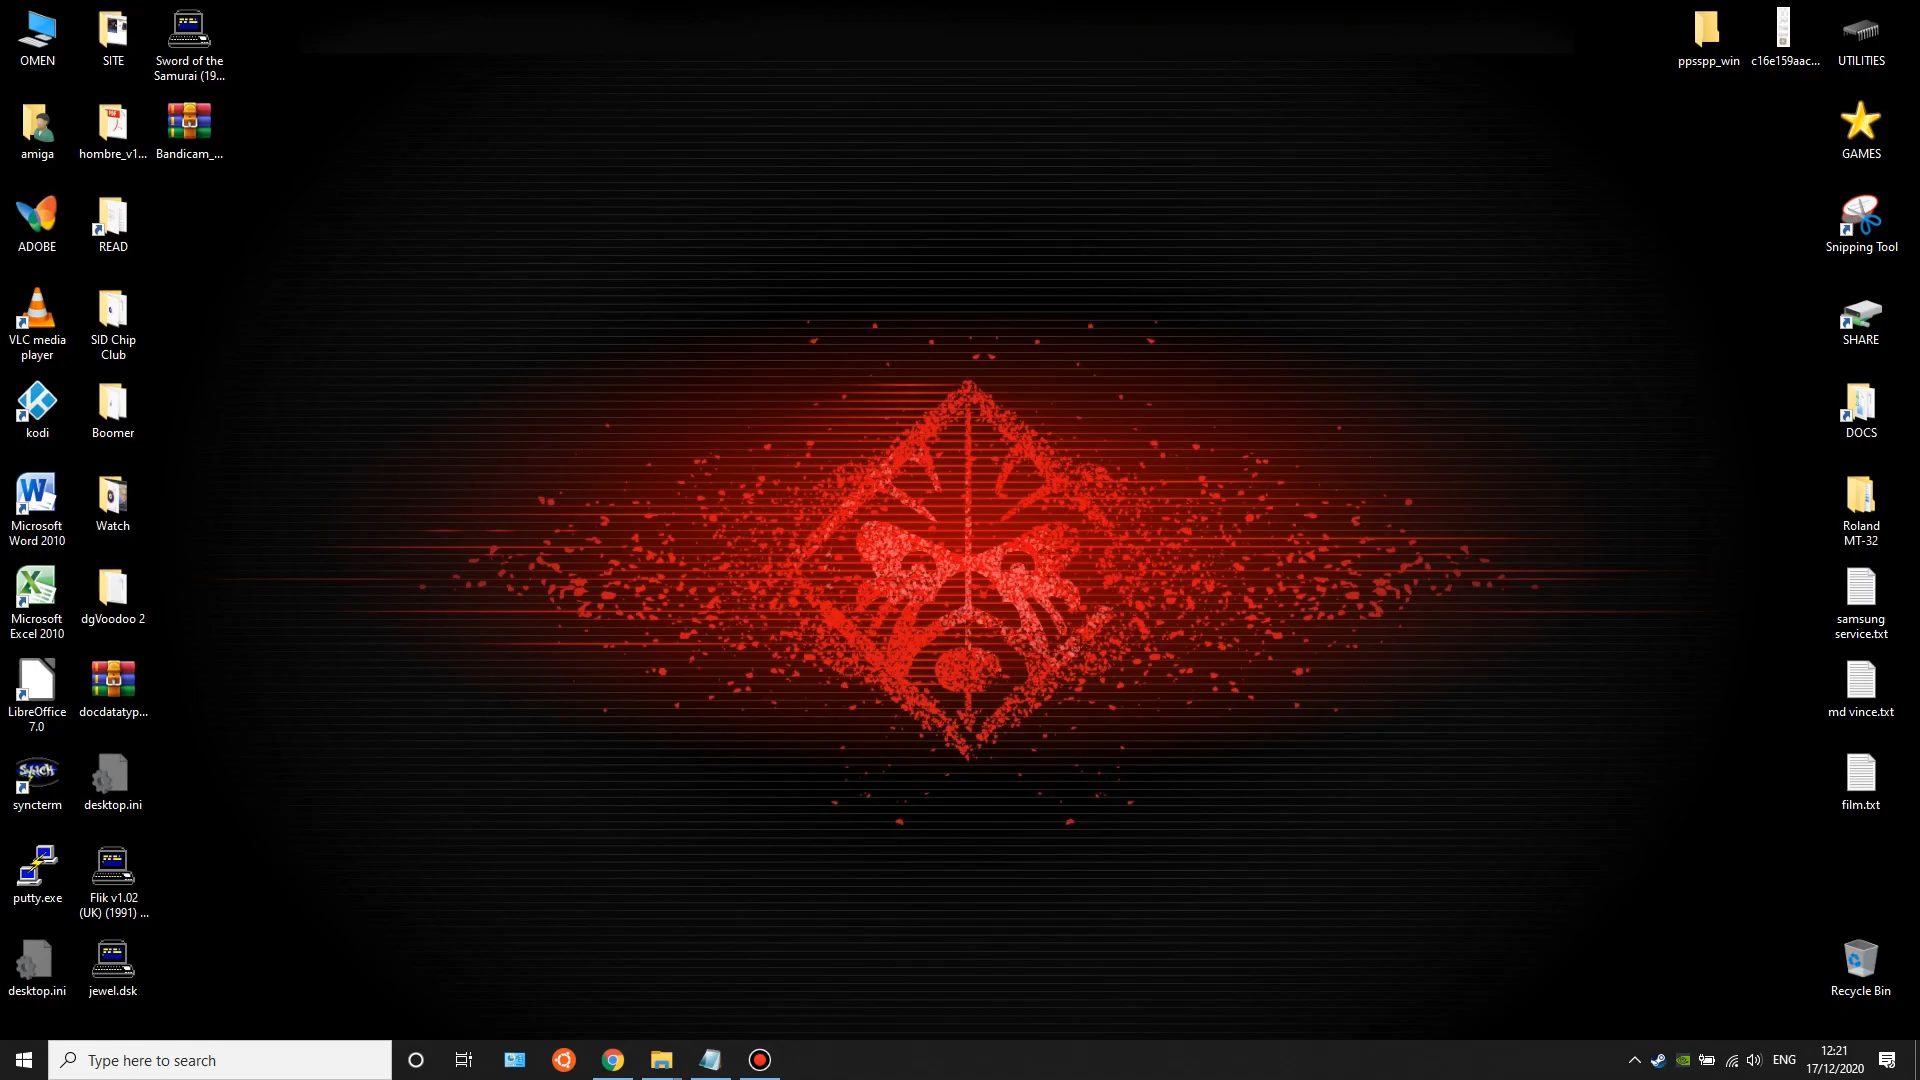 OMEN
SITE
Sword of the
Samurai (19...
amiga
hombre_v1...
Bandicam_...
ADOBE
READ
VLC media
player
SID Chip
Club
kodi
Boomer
Microsoft
Word 2010
Watch
Microsoft
Excel 2010
dgVoodoo 2
LibreOffice
7.0
docdatatyp...
syncterm
desktop.ini
putty.exe
Flik v1.02
(UK) (1991) ...
desktop.ini
jewel.dsk
ppsspp_win
c16e159aac...
UTILITIES
GAMES
Snipping Tool
SHARE
DOCS
Roland
MT-32
samsung
service.txt
md vince.txt
film.txt
Recycle Bin
Type here to search
ENG
12:21
17/12/2020